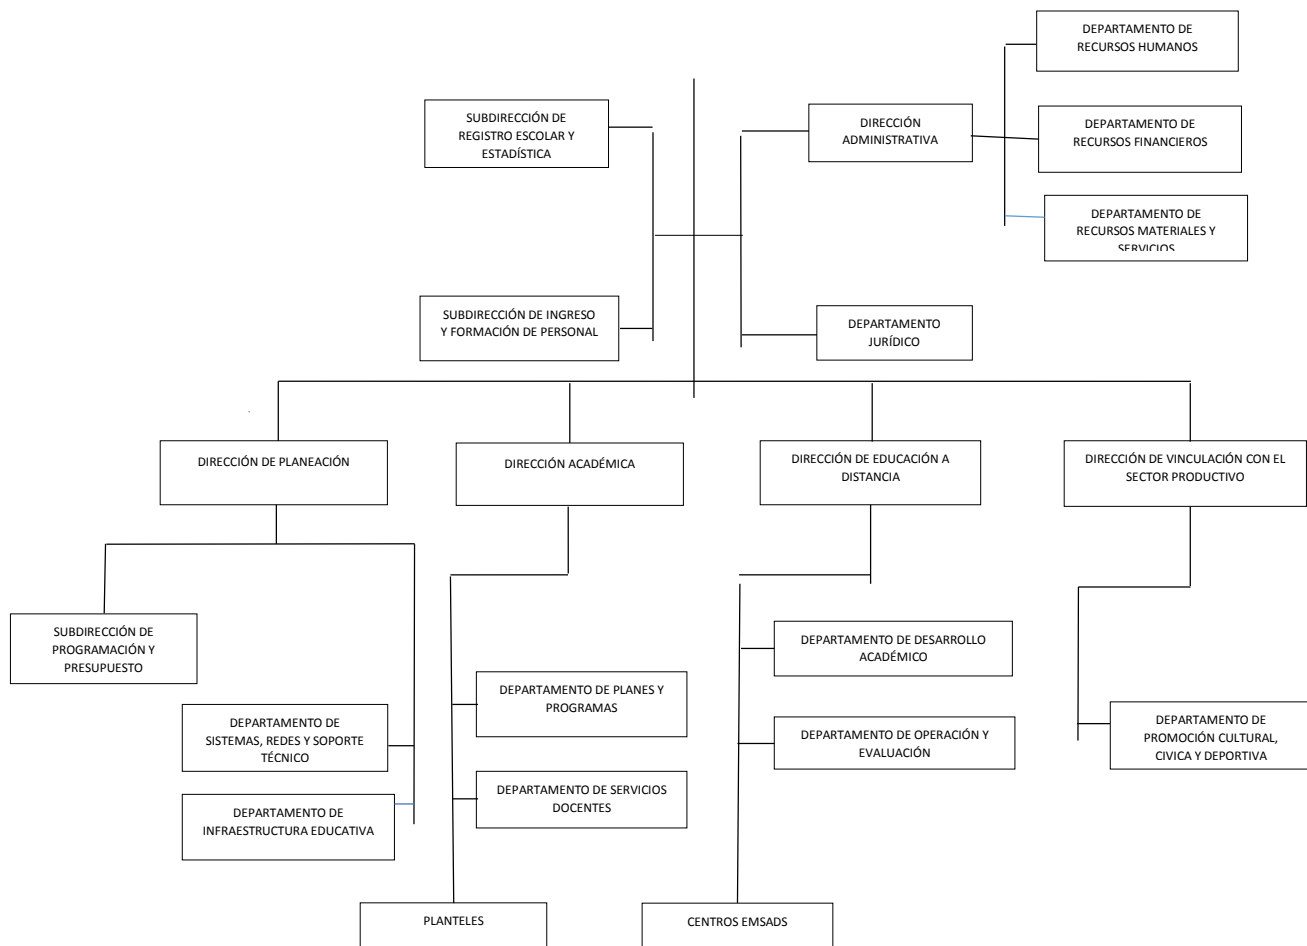 DEPARTAMENTO DE
RECURSOS HUMANOS
SUBDIRECCIÓN DE
REGISTRO ESCOLAR Y
ESTADÍSTICA
DIRECCIÓN
ADMINISTRATIVA
DEPARTAMENTO DE
RECURSOS FINANCIEROS
DEPARTAMENTO DE
RECURSOS MATERIALES Y
SERVICIOS
SUBDIRECCIÓN DE INGRESO
Y FORMACIÓN DE PERSONAL
DEPARTAMENTO
JURÍDICO
DIRECCIÓN DE PLANEACIÓN
DIRECCIÓN ACADÉMICA
DIRECCIÓN DE EDUCACIÓN A
DISTANCIA
DIRECCIÓN DE VINCULACIÓN CON EL
SECTOR PRODUCTIVO
SUBDIRECCIÓN DE
PROGRAMACIÓN Y
PRESUPUESTO
DEPARTAMENTO DE
SISTEMAS, REDES Y SOPORTE
TÉCNICO
DEPARTAMENTO DE
INFRAESTRUCTURA EDUCATIVA
DEPARTAMENTO DE PLANES Y
PROGRAMAS
DEPARTAMENTO DE SERVICIOS
DOCENTES
DEPARTAMENTO DE DESARROLLO
ACADÉMICO
DEPARTAMENTO DE OPERACIÓN Y
EVALUACIÓN
DEPARTAMENTO DE
PROMOCIÓN CULTURAL,
CIVICA Y DEPORTIVA
PLANTELES
CENTROS EMSADS